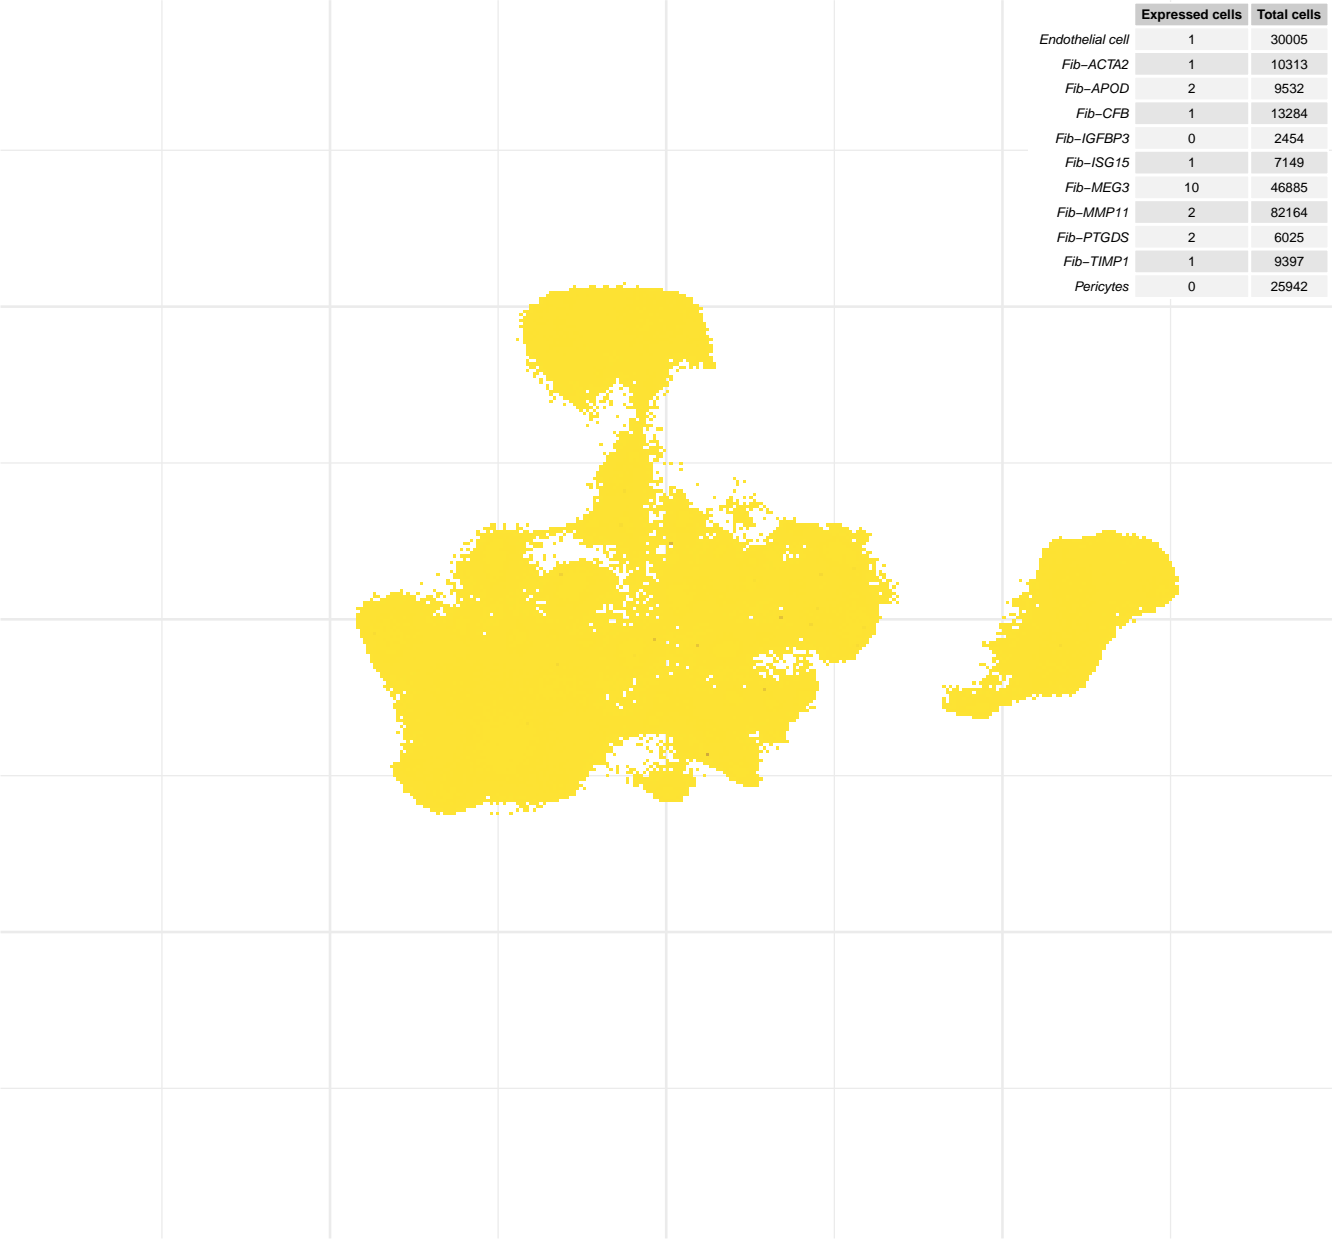 Expressed cells Total cells
Endothelial cell 1 30005
Fib−ACTA2 1 10313
Fib−APOD 2 9532
Fib−CFB 1 13284
Fib−IGFBP3 0 2454
Fib−ISG15 1 7149
Fib−MEG3 10 46885
Fib−MMP11 2 82164
Fib−PTGDS 2 6025
Fib−TIMP1 1 9397
Pericytes 0 25942